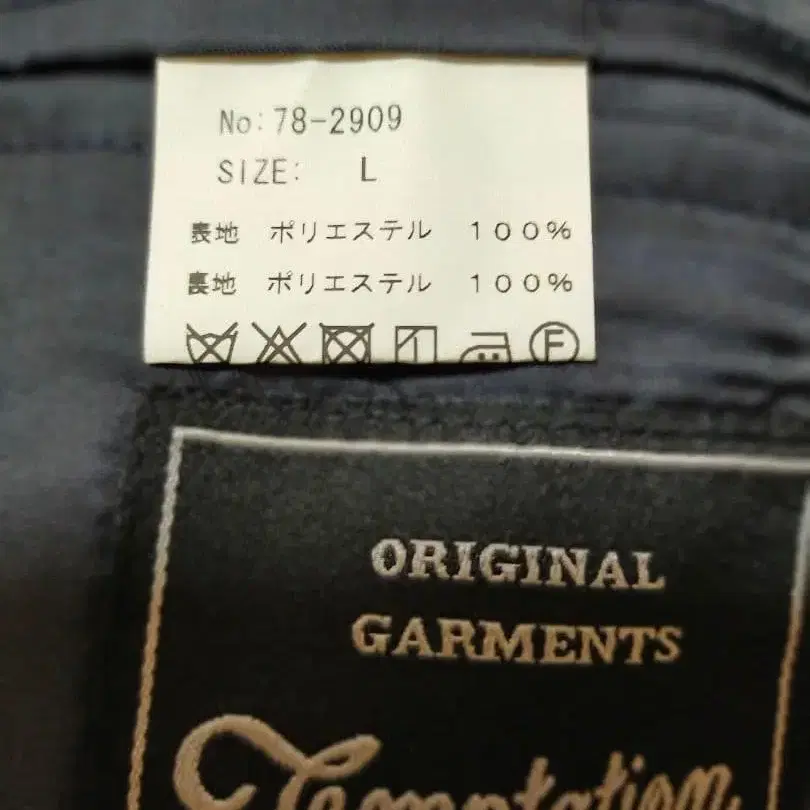 No:78-2909
SIZE: L
表地 ポリエステル 100%
裏地 ポリエステル 100%
F
ORIGINAL
GARMENTS
Temptation